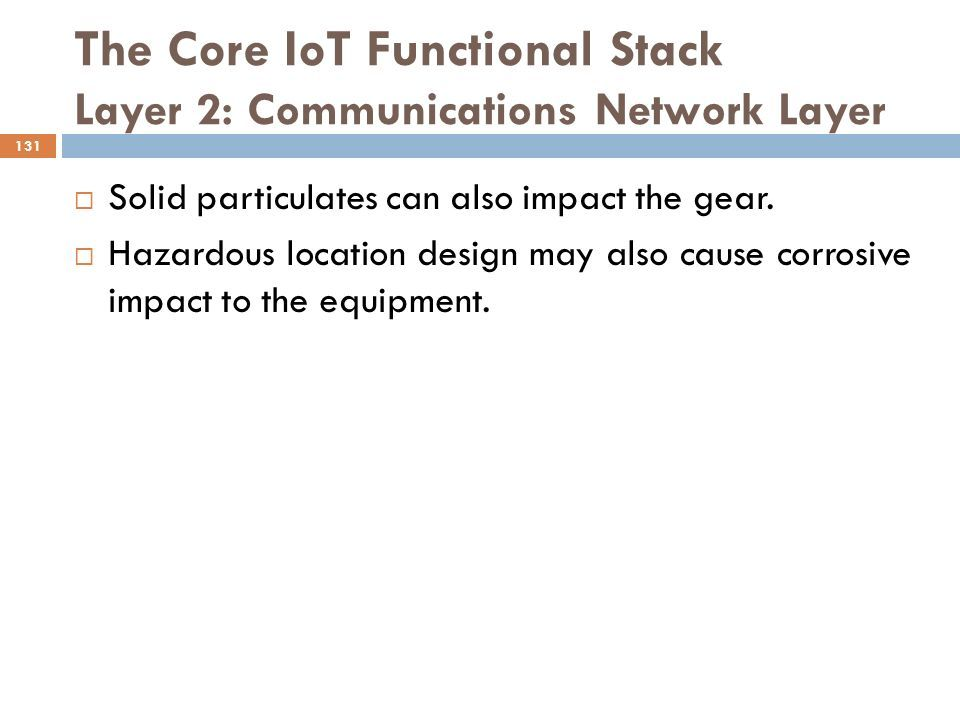 The Core IoT Functional Stack
Layer 2: Communications Network Layer
131
Solid particulates can also impact the gear.
Hazardous location design may also cause corrosive
impact to the equipment.